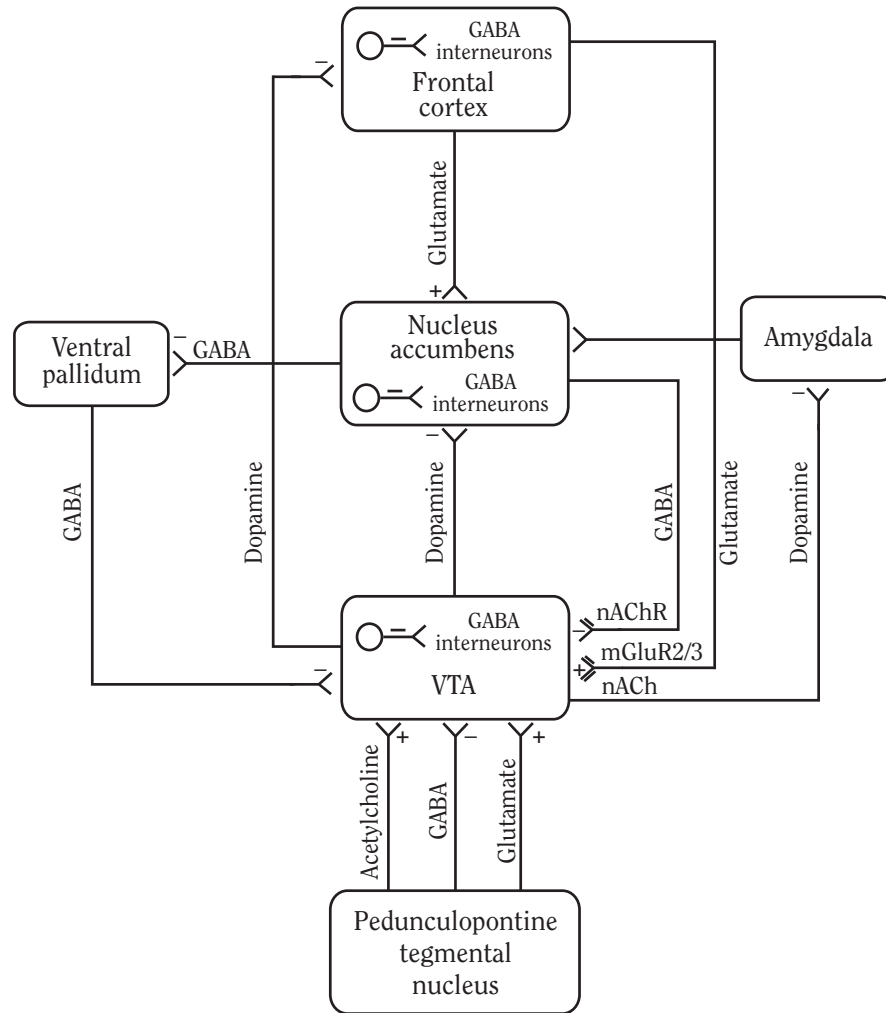 GABA
interneurons
Frontal
cortex
−
−
Glutamate
+
Nucleus
accumbens
GABA
interneurons
−
−
−
Ventral
pallidum
GABA
Amygdala
−
GABA
Dopamine
Dopamine
GABA
Glutamate
Dopamine
GABA
interneurons
−
VTA
−
nAChR
−
mGluR2/3
+
nACh
+
−
+
Acetylcholine
GABA
Glutamate
Pedunculopontine
tegmental
nucleus